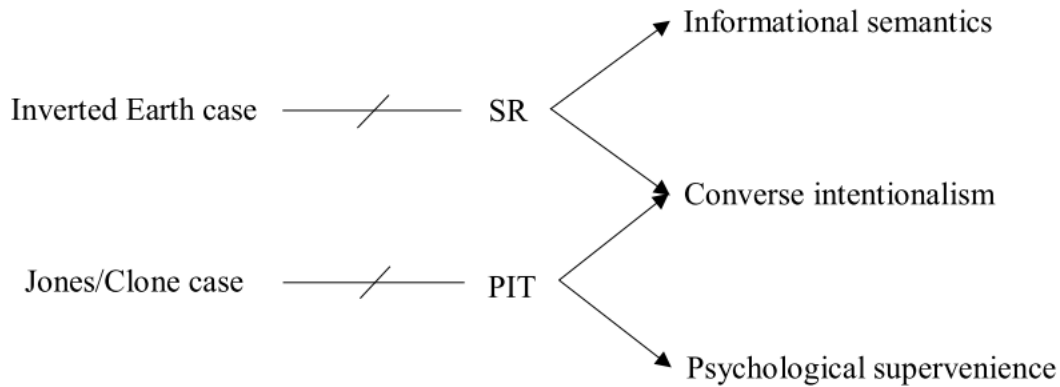 Informational semantics
Inverted Earth case SR
Converse intentionalism
Jones/Clone case PIT
Psychological supervenience